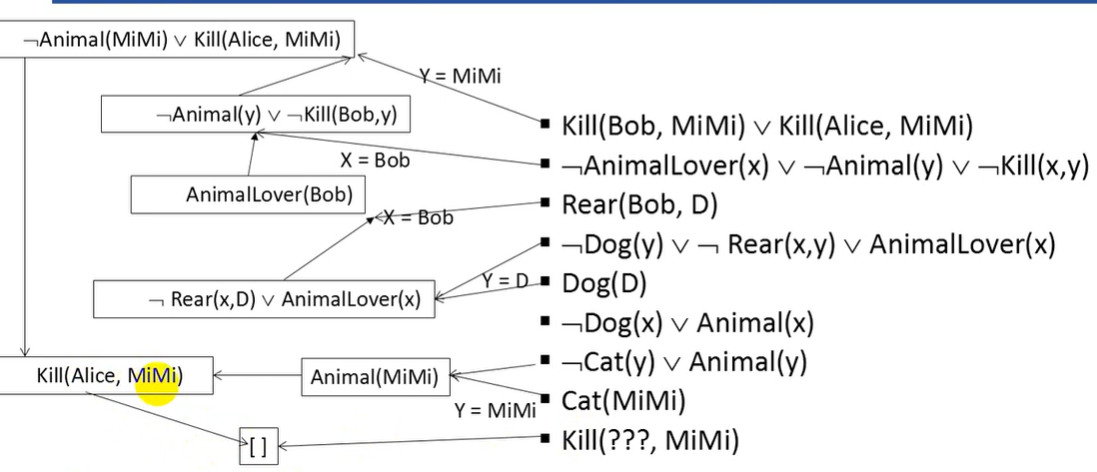 ¬Animal(MiMi) ∨ Kill(Alice, MiMi)
Y = MiMi
¬Animal(y) ∨ ¬Kill(Bob,y)
X = Bob
AnimalLover(Bob)
X = Bob
¬ Rear(x,D) ∨ AnimalLover(x)
Y = D
Kill(Alice, MiMi)
Animal(MiMi)
Y = MiMi
[ ]
▪ Kill(Bob, MiMi) ∨ Kill(Alice, MiMi)
▪ ¬AnimalLover(x) ∨ ¬Animal(y) ∨ ¬Kill(x,y)
▪ Rear(Bob, D)
▪ ¬Dog(y) ∨ ¬ Rear(x,y) ∨ AnimalLover(x)
▪ Dog(D)
▪ ¬Dog(x) ∨ Animal(x)
▪ ¬Cat(y) ∨ Animal(y)
▪ Cat(MiMi)
▪ Kill(???, MiMi)